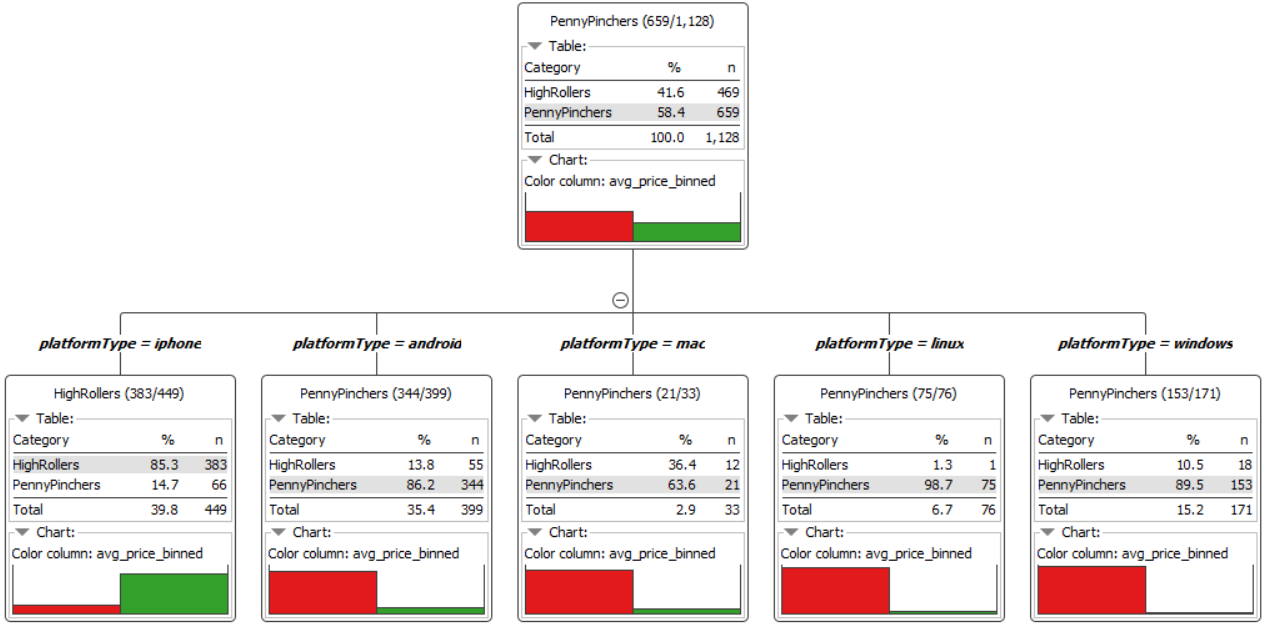 PennyPinchers (659/1,128)
Table:
Category % n
HighRollers 41.6 469
PennyPinchers 58.4 659
Total 100.0 1,128
Chart:
Color column: avg_price_binned
platformType = iphone
HighRollers (383/449)
Table:
Category % n
HighRollers 85.3 383
PennyPinchers 14.7 66
Total 39.8 449
Chart:
Color column: avg_price_binned
platformType = android
PennyPinchers (344/399)
Table:
Category % n
HighRollers 13.8 55
PennyPinchers 86.2 344
Total 35.4 399
Chart:
Color column: avg_price_binned
platformType = mac
PennyPinchers (21/33)
Table:
Category % n
HighRollers 36.4 12
PennyPinchers 63.6 21
Total 2.9 33
Chart:
Color column: avg_price_binned
platformType = linux
PennyPinchers (75/76)
Table:
Category % n
HighRollers 1.3 1
PennyPinchers 98.7 75
Total 6.7 76
Chart:
Color column: avg_price_binned
platformType = windows
PennyPinchers (153/171)
Table:
Category % n
HighRollers 10.5 18
PennyPinchers 89.5 153
Total 15.2 171
Chart:
Color column: avg_price_binned